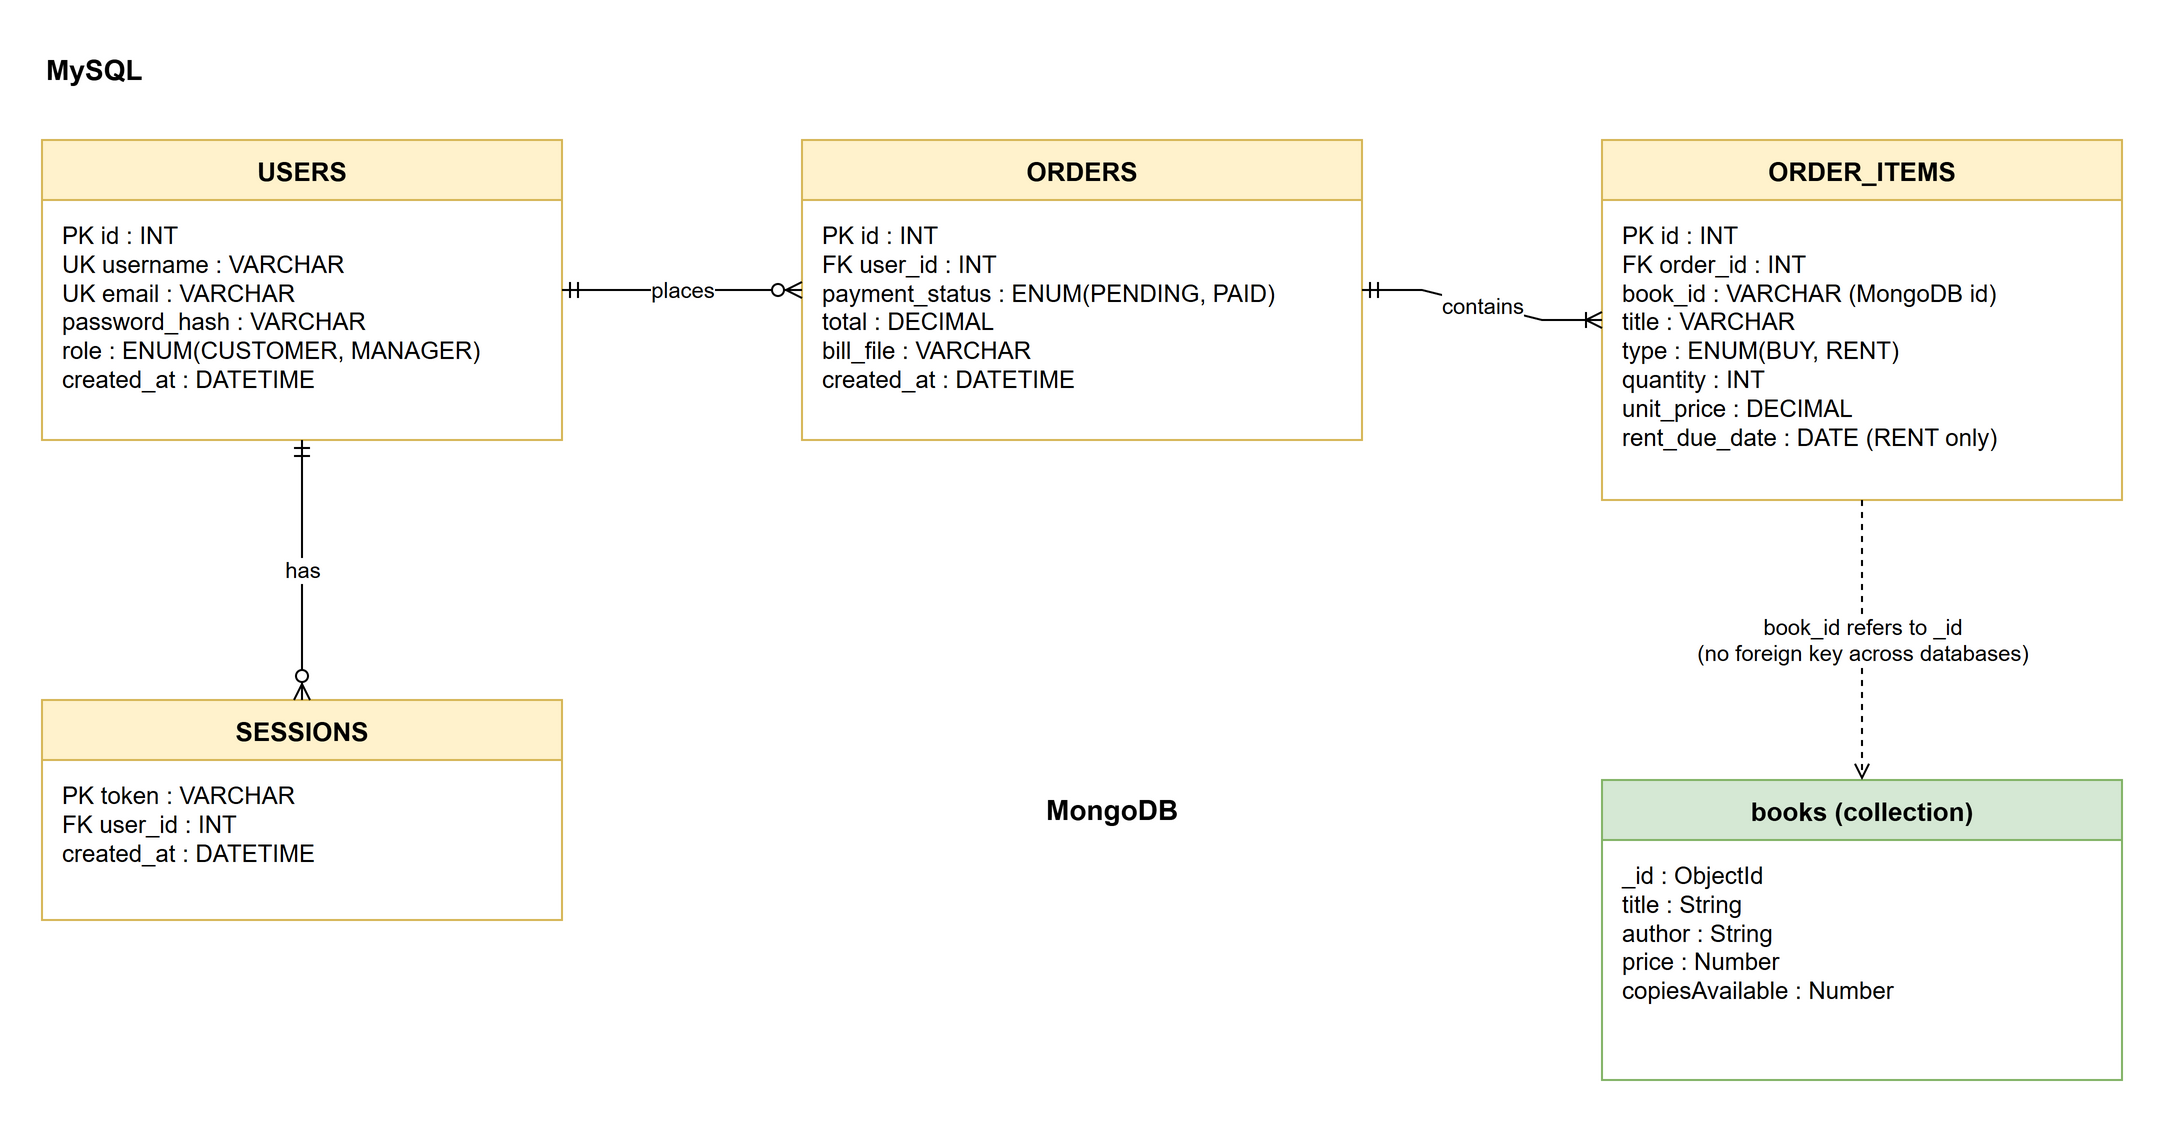 MySQL
USERS
PK id : INT
UK username : VARCHAR
UK email : VARCHAR
password_hash : VARCHAR
role : ENUM(CUSTOMER, MANAGER)
created_at : DATETIME
places
ORDERS
PK id : INT
FK user_id : INT
payment_status : ENUM(PENDING, PAID)
total : DECIMAL
bill_file : VARCHAR
created_at : DATETIME
contains
ORDER_ITEMS
PK id : INT
FK order_id : INT
book_id : VARCHAR (MongoDB id)
title : VARCHAR
type : ENUM(BUY, RENT)
quantity : INT
unit_price : DECIMAL
rent_due_date : DATE (RENT only)
has
book_id refers to _id
(no foreign key across databases)
SESSIONS
PK token : VARCHAR
FK user_id : INT
created_at : DATETIME
MongoDB
books (collection)
_id : ObjectId
title : String
author : String
price : Number
copiesAvailable : Number